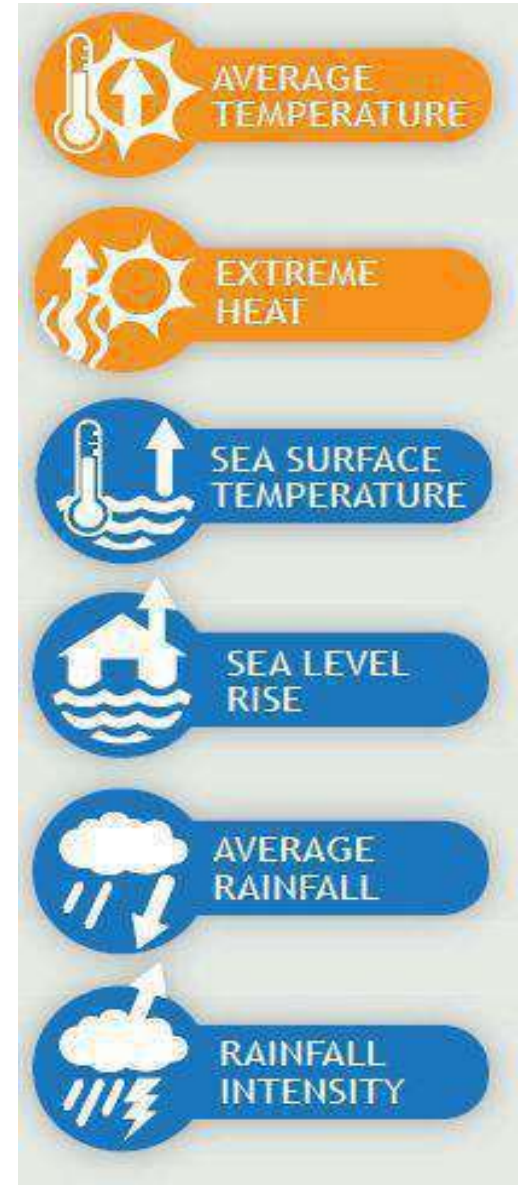 AVERAGE
TEMPERATURE
EXTREME
HEAT
SEA SURFACE
TEMPERATURE
SEA LEVEL
RISE
AVERAGE
RAINFALL
RAINFALL
INTENSITY